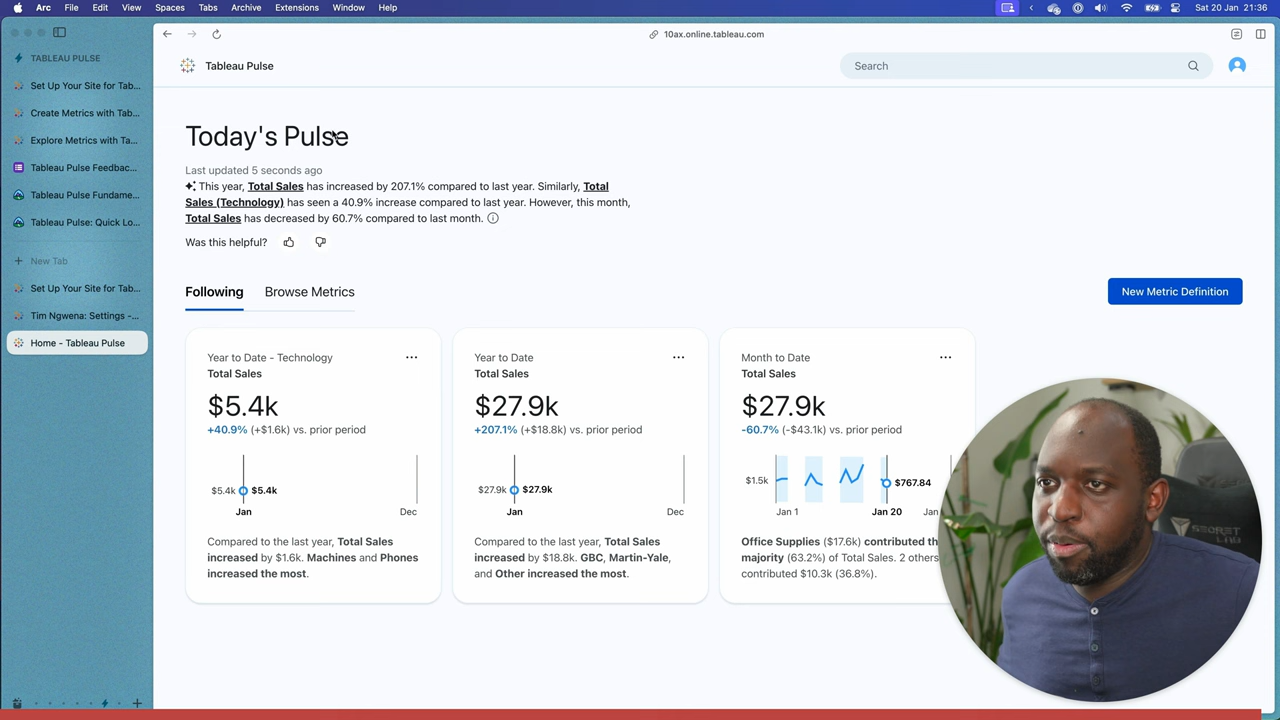 Arc File Edit View Spaces Tabs Archive Extensions Window Help Sat 20 Jan 21:36
TABLEAU PULSE
Set Up Your Site for Tab...
Create Metrics with Tab...
Explore Metrics with Ta...
Tableau Pulse Feedbac...
Tableau Pulse Fundame...
Tableau Pulse: Quick Lo...
New Tab
Set Up Your Site for Tab...
Tim Ngwena: Settings -...
Home - Tableau Pulse
10ax.online.tableau.com
Tableau Pulse
Search
Today's Pulse
Last updated 5 seconds ago
This year, Total Sales has increased by 207.1% compared to last year. Similarly, Total
Sales (Technology) has seen a 40.9% increase compared to last year. However, this month,
Total Sales has decreased by 60.7% compared to last month.
Was this helpful?
Following Browse Metrics
New Metric Definition
Year to Date - Technology
Total Sales
$5.4k
+40.9% (+$1.6k) vs. prior period
$5.4k $5.4k
Jan Dec
Compared to the last year, Total Sales
increased by $1.6k. Machines and Phones
increased the most.
Year to Date
Total Sales
$27.9k
+207.1% (+$18.8k) vs. prior period
$27.9k $27.9k
Jan Dec
Compared to the last year, Total Sales
increased by $18.8k. GBC, Martin-Yale,
and Other increased the most.
Month to Date
Total Sales
$27.9k
-60.7% (-$43.1k) vs. prior period
$1.5k $767.84
Jan 1 Jan 20 Jan
Office Supplies ($17.6k) contributed th
majority (63.2%) of Total Sales. 2 others
contributed $10.3k (36.8%).
SECRET
LAB